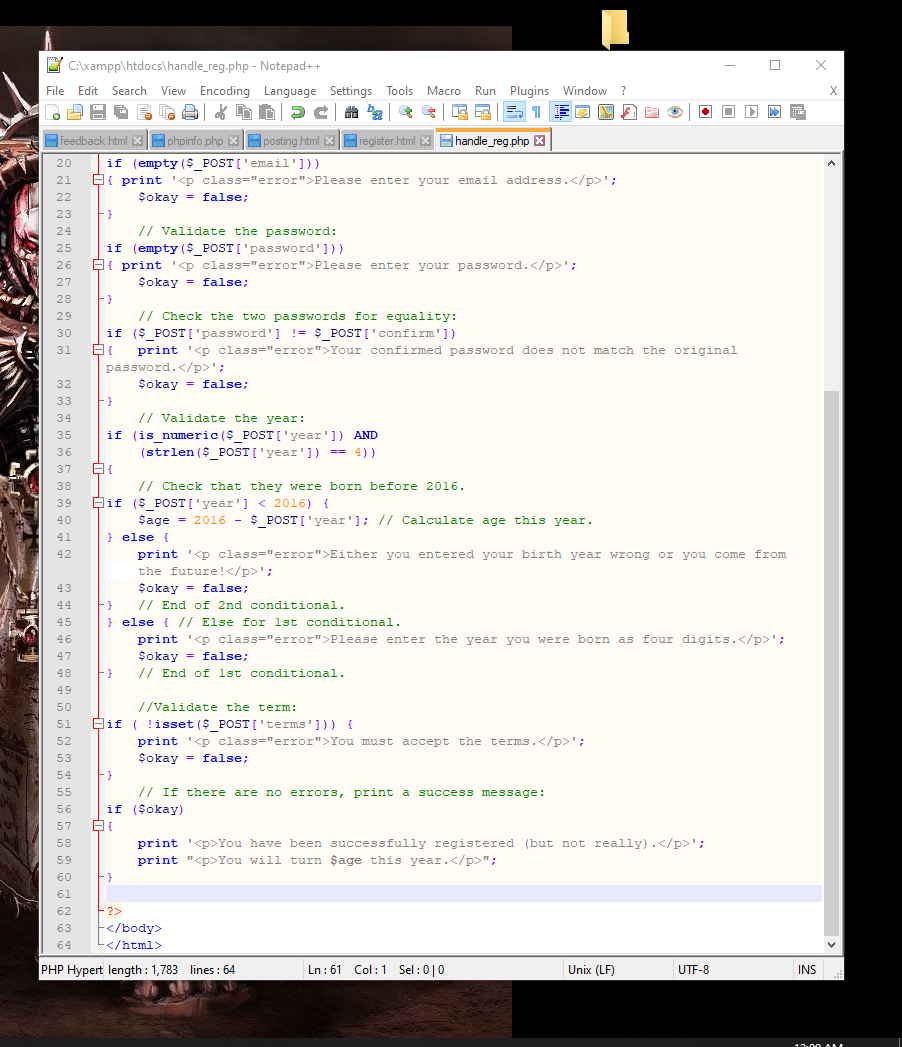 C:\xampp\htdocs\handle_reg.php - Notepad++
File Edit Search View Encoding Language Settings Tools Macro Run Plugins Window ? X
feedback.html phpinfo.php posting.html register.html handle_reg.php
20 if (empty($_POST['email']))
21 { print '<p class="error">Please enter your email address.</p>';
22 $okay = false;
23 }
24 // Validate the password:
25 if (empty($_POST['password']))
26 { print '<p class="error">Please enter your password.</p>';
27 $okay = false;
28 }
29 // Check the two passwords for equality:
30 if ($_POST['password'] != $_POST['confirm'])
31 { print '<p class="error">Your confirmed password does not match the original
password.</p>';
32 $okay = false;
33 }
34 // Validate the year:
35 if (is_numeric($_POST['year']) AND
36 (strlen($_POST['year']) == 4))
37 {
38 // Check that they were born before 2016.
39 if ($_POST['year'] < 2016) {
40 $age = 2016 - $_POST['year']; // Calculate age this year.
41 } else {
42 print '<p class="error">Either you entered your birth year wrong or you come from
the future!</p>';
43 $okay = false;
44 } // End of 2nd conditional.
45 } else { // Else for 1st conditional.
46 print '<p class="error">Please enter the year you were born as four digits.</p>';
47 $okay = false;
48 } // End of 1st conditional.
49
50 //Validate the term:
51 if ( !isset($_POST['terms'])) {
52 print '<p class="error">You must accept the terms.</p>';
53 $okay = false;
54 }
55 // If there are no errors, print a success message:
56 if ($okay)
57 {
58 print '<p>You have been successfully registered (but not really).</p>';
59 print "<p>You will turn $age this year.</p>";
60 }
61
62 ?>
63 </body>
64 </html>
PHP Hypert length : 1,783 lines : 64 Ln : 61 Col : 1 Sel : 0 | 0 Unix (LF) UTF-8 INS